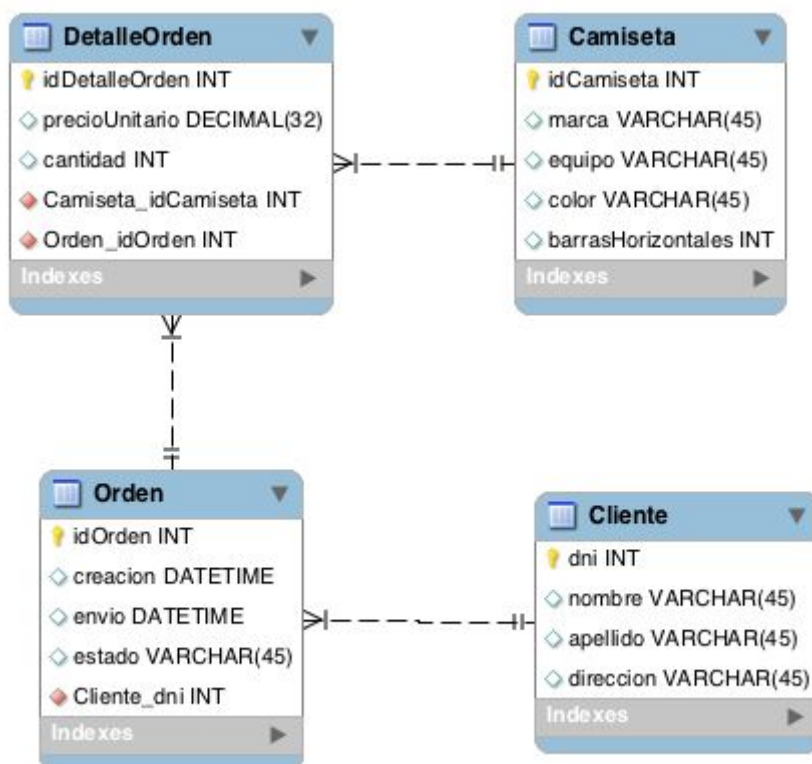 DetalleOrden
idDetalleOrden INT
precioUnitario DECIMAL(32)
cantidad INT
Camiseta_idCamiseta INT
Orden_idOrden INT
Indexes
Camiseta
idCamiseta INT
marca VARCHAR(45)
equipo VARCHAR(45)
color VARCHAR(45)
barrasHorizontales INT
Indexes
Orden
idOrden INT
creacion DATETIME
envio DATETIME
estado VARCHAR(45)
Cliente_dni INT
Indexes
Cliente
dni INT
nombre VARCHAR(45)
apellido VARCHAR(45)
direccion VARCHAR(45)
Indexes